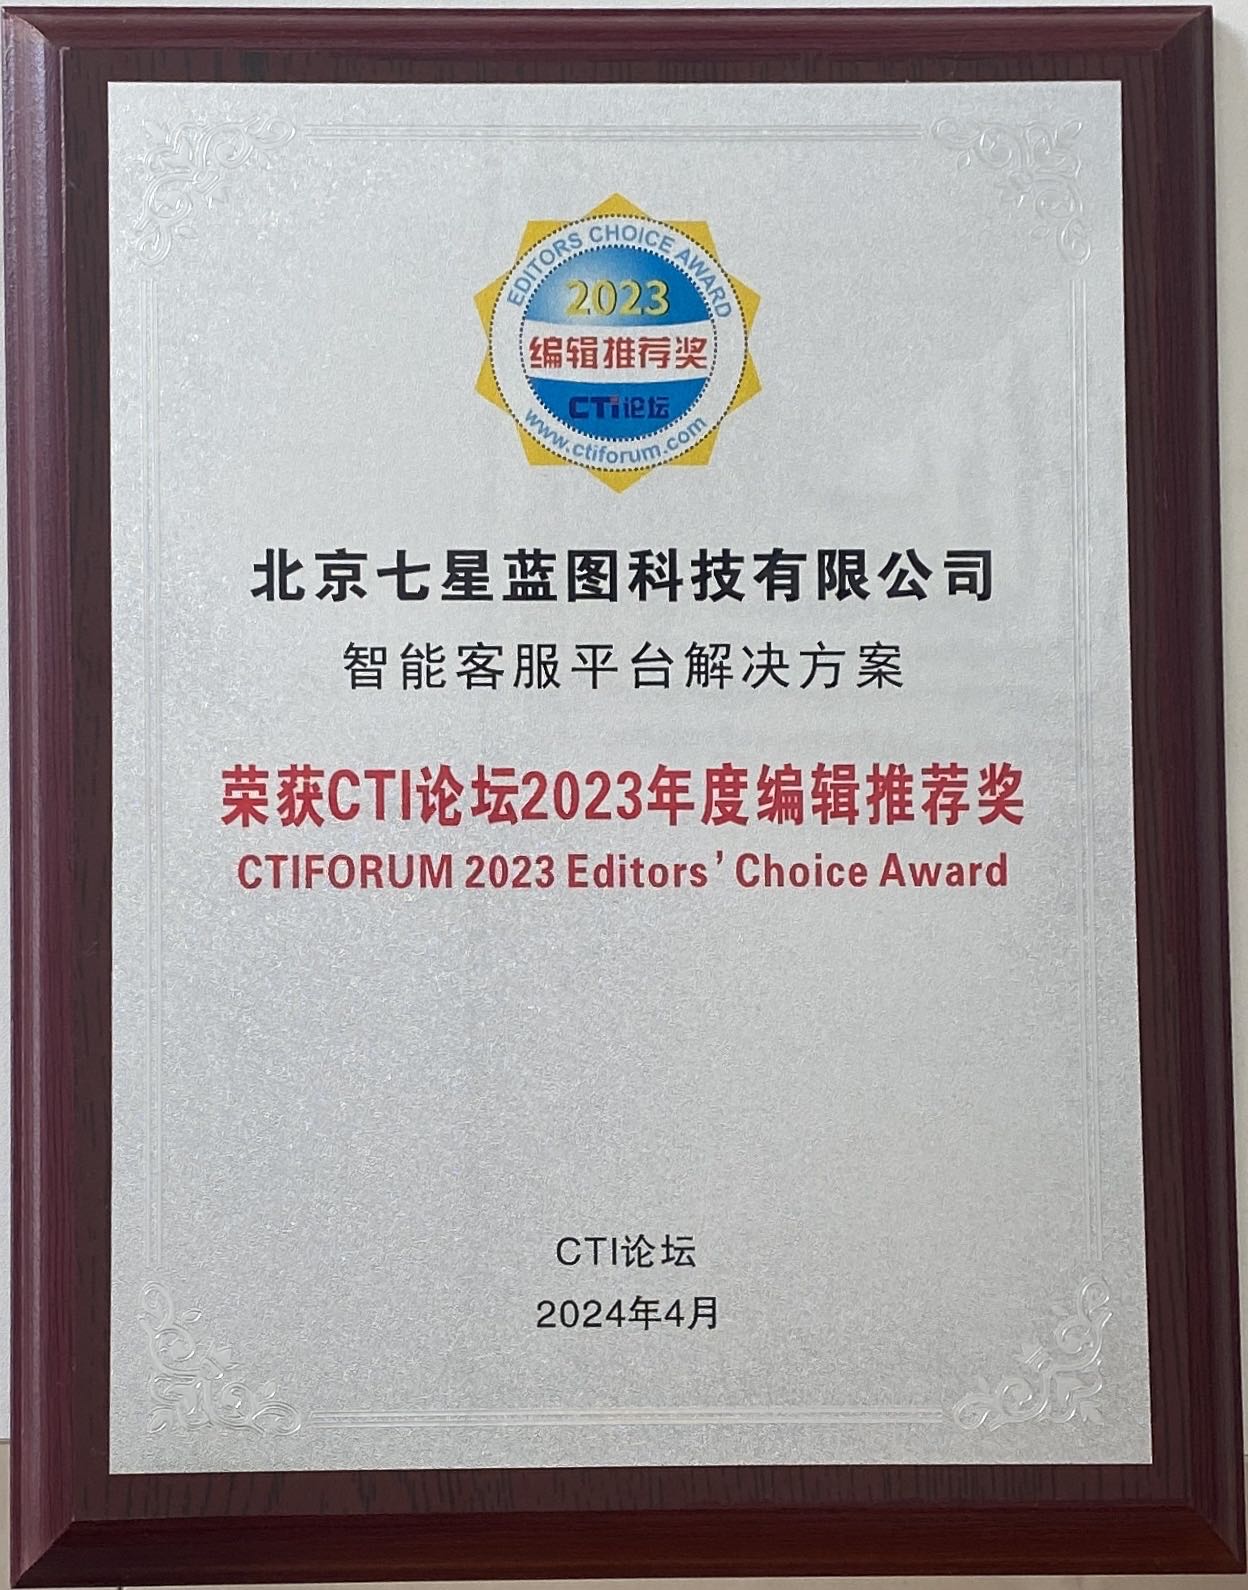 EDITORS CHOICE AWARD
2023
编辑推荐奖
CTi论坛
www.ctiforum.com
北京七星蓝图科技有限公司
智能客服平台解决方案
荣获CTI论坛2023年度编辑推荐奖
CTIFORUM 2023 Editors’ Choice Award
CTI论坛
2024年4月